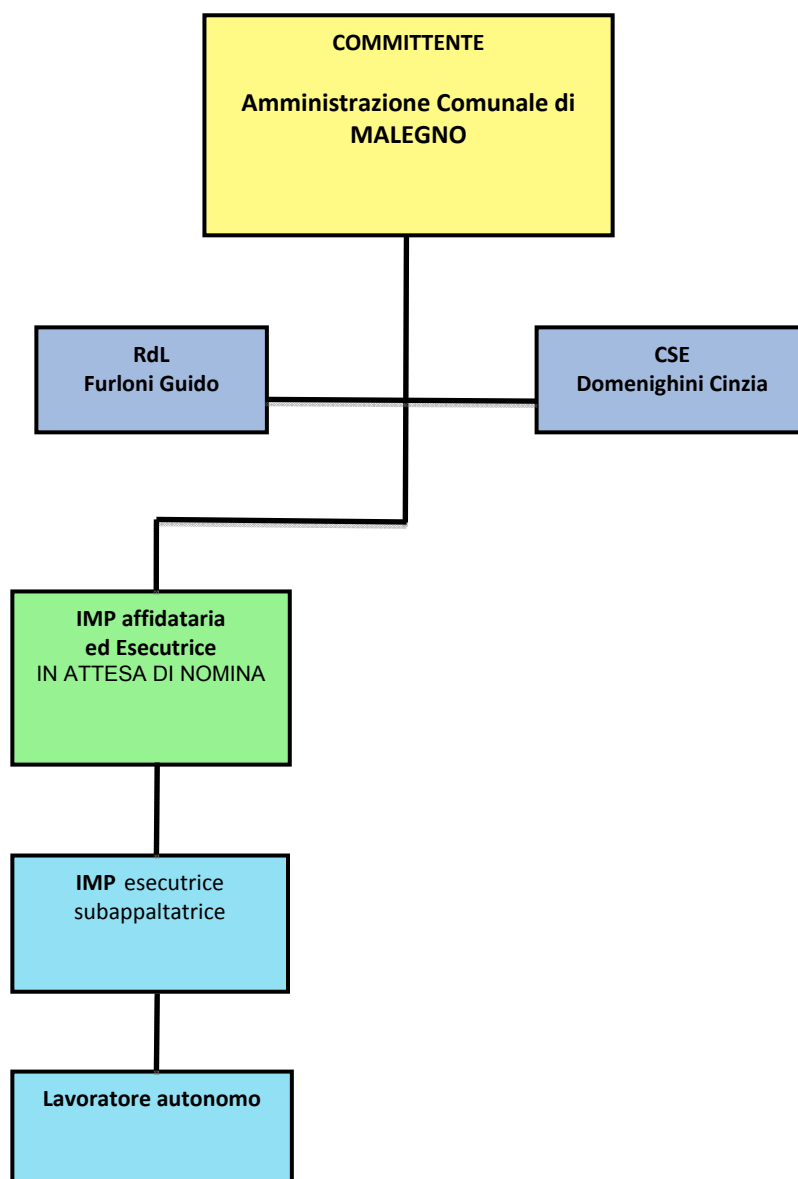 COMMITTENTE
Amministrazione Comunale di
MALEGNO
RdL
Furloni Guido
CSE
Domenighini Cinzia
IMP affidataria
ed Esecutrice
IN ATTESA DI NOMINA
IMP esecutrice
subappaltatrice
Lavoratore autonomo